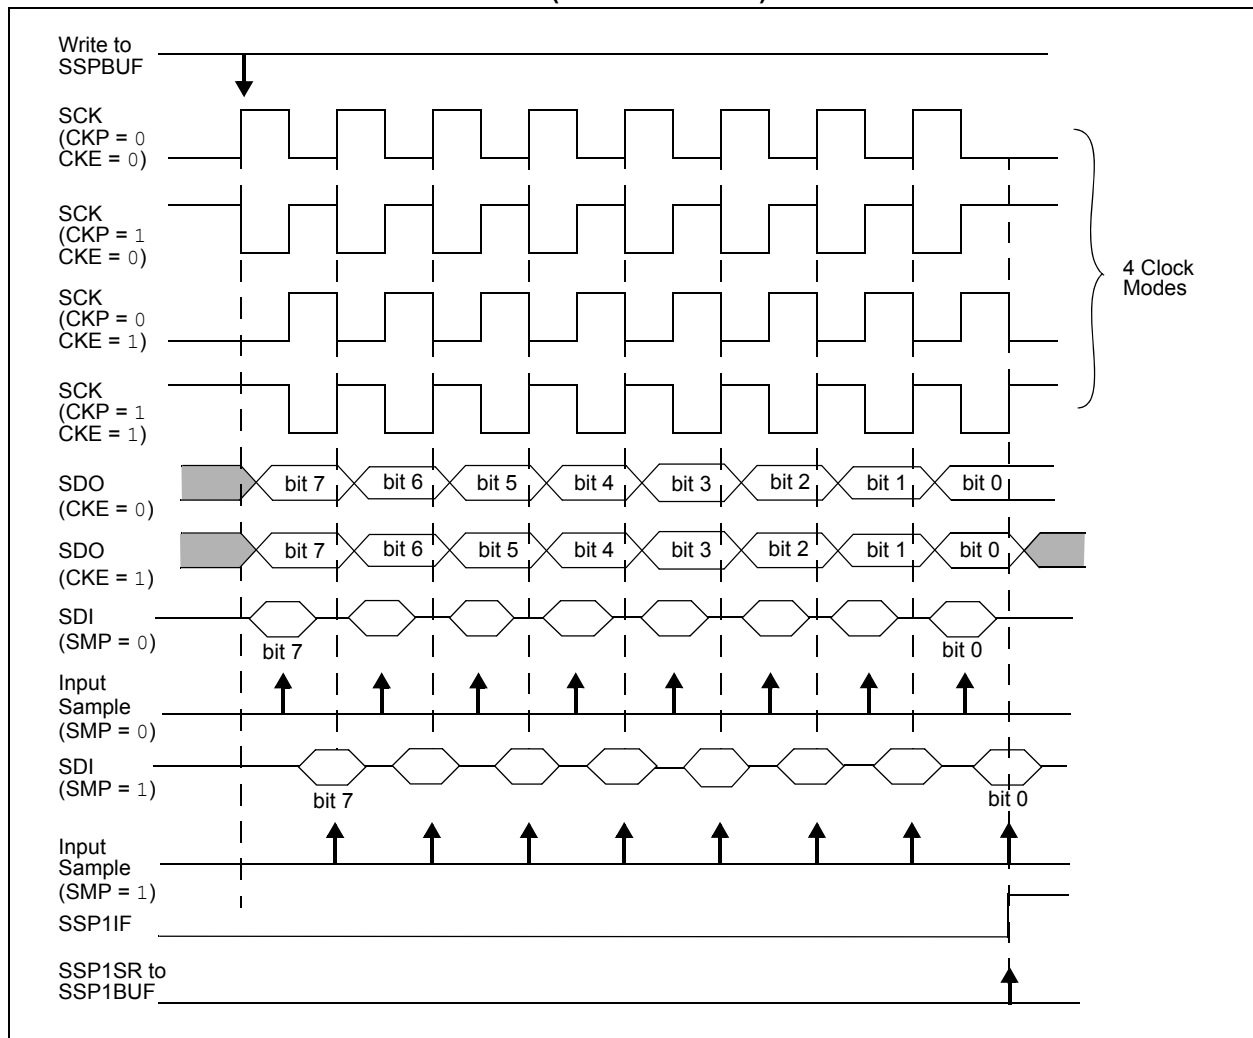 Write to
SSPBUF
SCK
(CKP = 0
CKE = 0)
SCK
(CKP = 1
CKE = 0)
SCK
(CKP = 0
CKE = 1)
SCK
(CKP = 1
CKE = 1)
4 Clock
Modes
SDO
(CKE = 0)
bit 7 bit 6 bit 5 bit 4 bit 3 bit 2 bit 1 bit 0
SDO
(CKE = 1)
bit 7 bit 6 bit 5 bit 4 bit 3 bit 2 bit 1 bit 0
SDI
(SMP = 0)
bit 7 bit 0
Input
Sample
(SMP = 0)
SDI
(SMP = 1)
bit 7 bit 0
Input
Sample
(SMP = 1)
SSP1IF
SSP1SR to
SSP1BUF